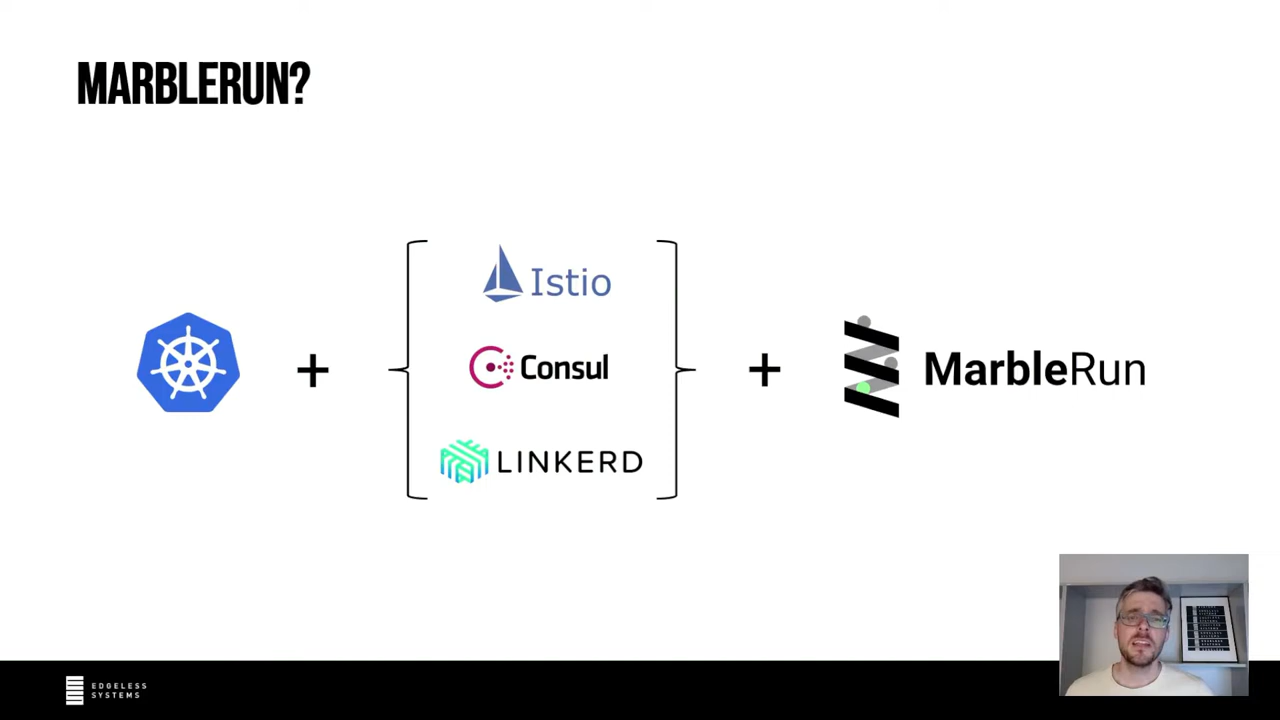 MARBLERUN?
Istio
+
Consul
+
MarbleRun
LINKERD
EDGELESS
SYSTEMS